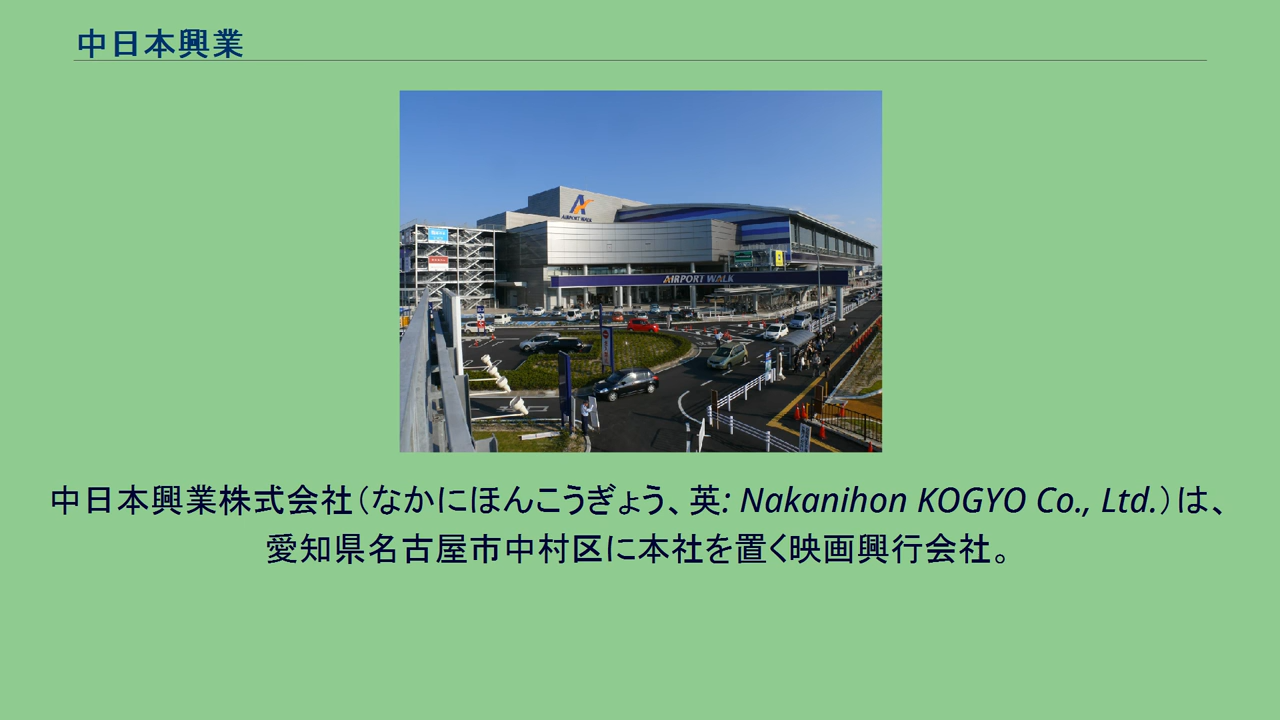 中日本興業
AIRPORT WALK
AIRPORT WALK
中日本興業株式会社（なかにほんこうぎょう、英: Nakanihon KOGYO Co., Ltd.）は、
愛知県名古屋市中村区に本社を置く映画興行会社。